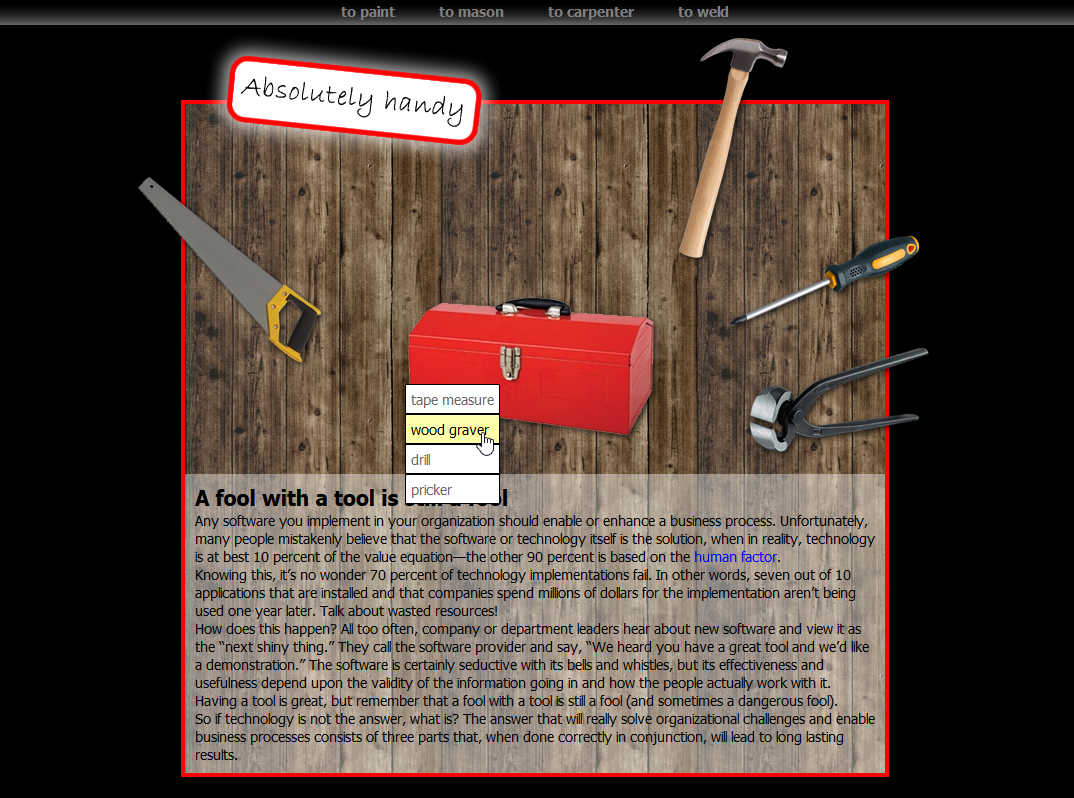 to paint to mason to carpenter to weld
Absolutely handy
tape measure
wood graver
drill
pricker
A fool with a tool is still a fool
Any software you implement in your organization should enable or enhance a business process. Unfortunately,
many people mistakenly believe that the software or technology itself is the solution, when in reality, technology
is at best 10 percent of the value equation—the other 90 percent is based on the human factor.
Knowing this, it’s no wonder 70 percent of technology implementations fail. In other words, seven out of 10
applications that are installed and that companies spend millions of dollars for the implementation aren’t being
used one year later. Talk about wasted resources!
How does this happen? All too often, company or department leaders hear about new software and view it as
the “next shiny thing.” They call the software provider and say, “We heard you have a great tool and we’d like
a demonstration.” The software is certainly seductive with its bells and whistles, but its effectiveness and
usefulness depend upon the validity of the information going in and how the people actually work with it.
Having a tool is great, but remember that a fool with a tool is still a fool (and sometimes a dangerous fool).
So if technology is not the answer, what is? The answer that will really solve organizational challenges and enable
business processes consists of three parts that, when done correctly in conjunction, will lead to long lasting
results.